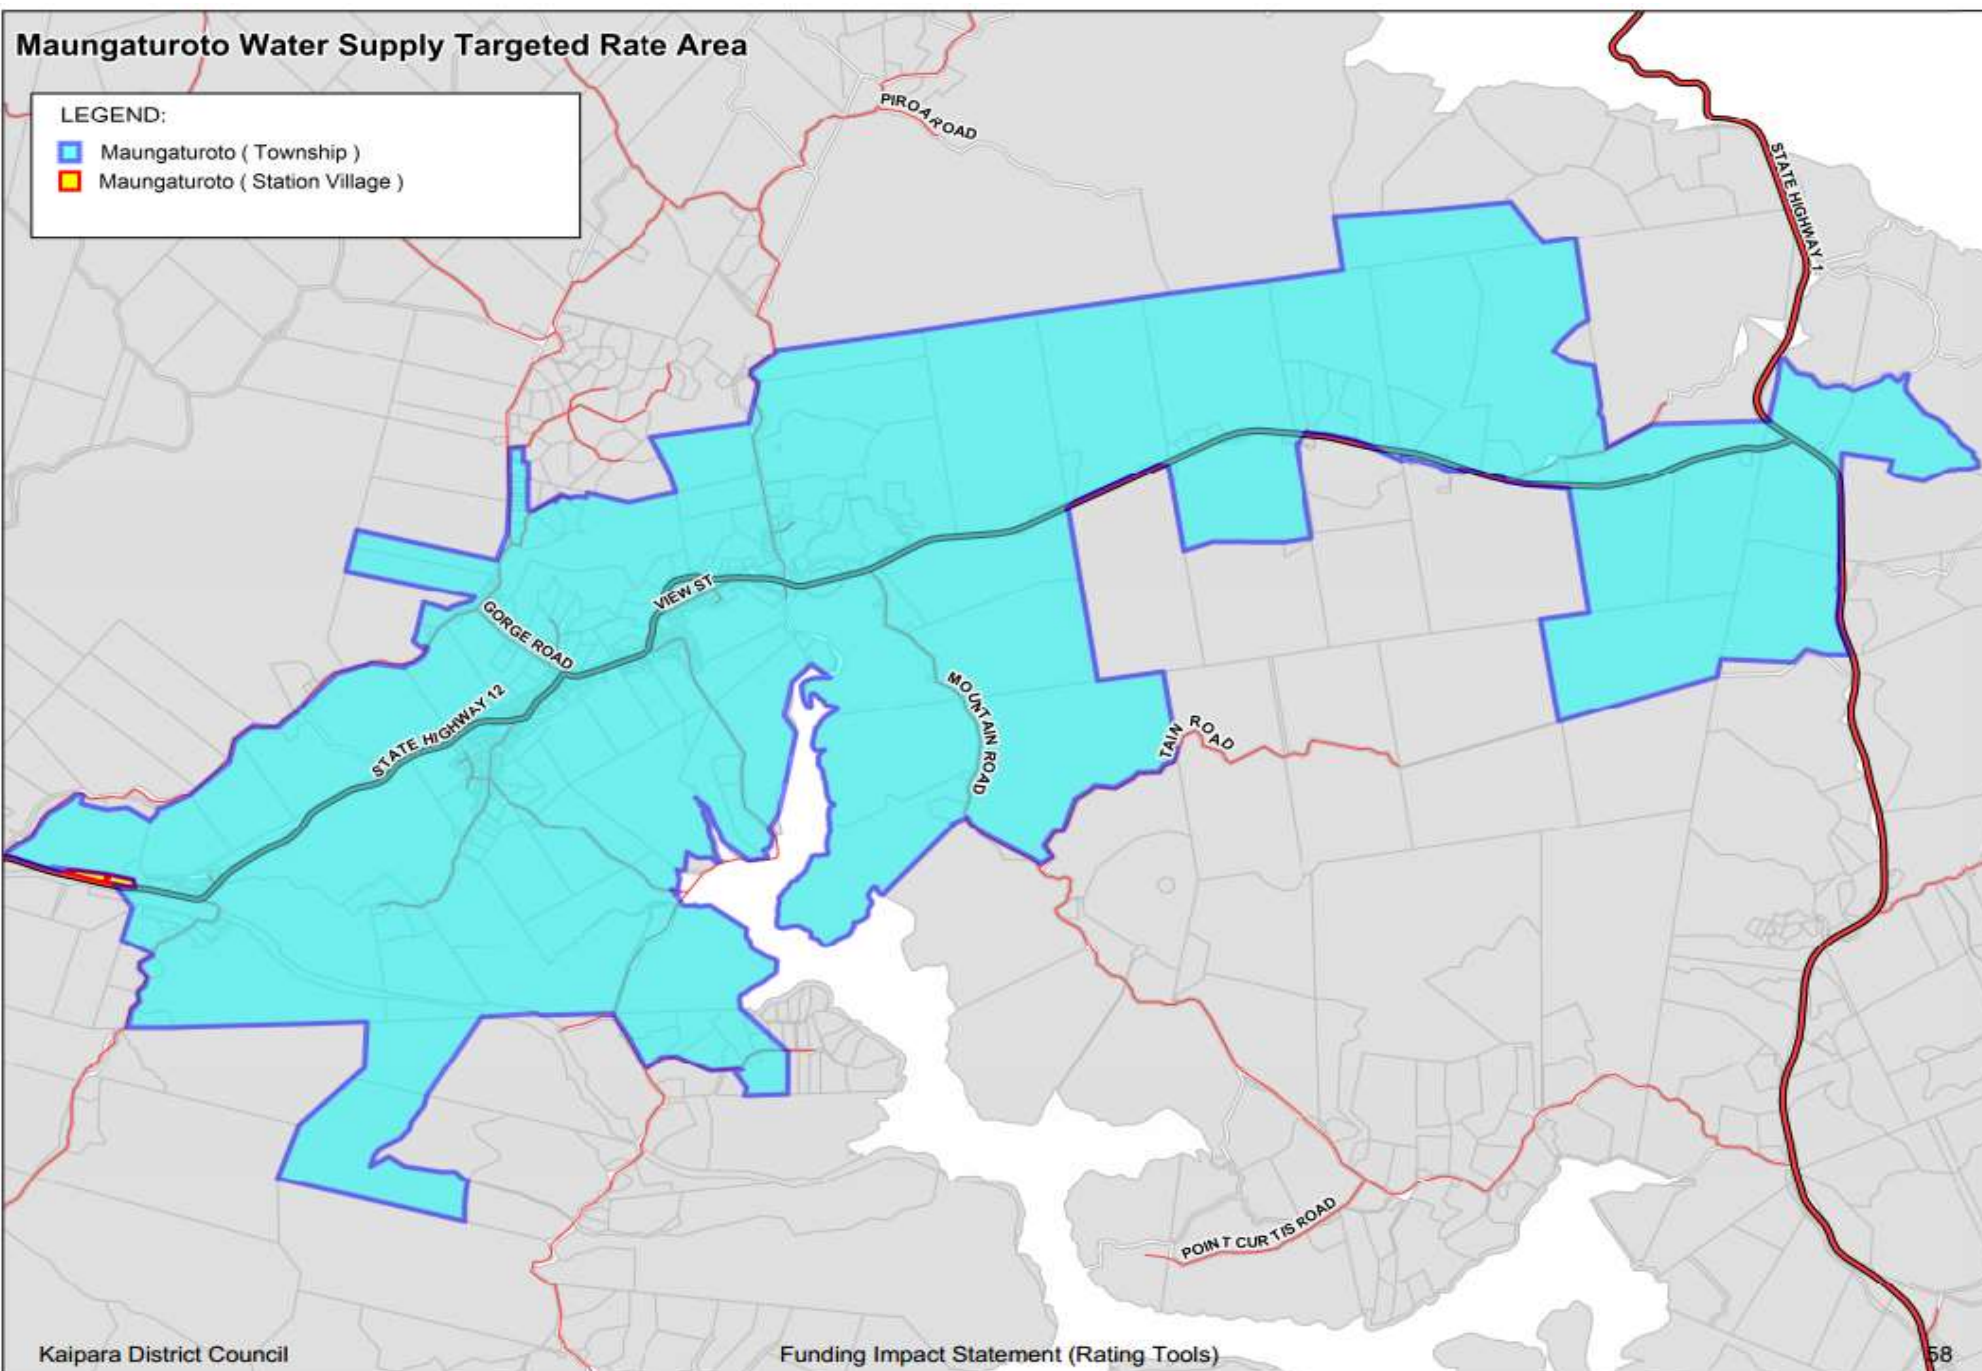 Maungaturoto Water Supply Targeted Rate Area
LEGEND:
Maungaturoto ( Township )
Maungaturoto ( Station Village )
PIROA ROAD
STATE HIGHWAY 1
VIEW ST
GORGE ROAD
STATE HIGHWAY 12
MOUNTAIN ROAD
TAIN ROAD
POINT CURTIS ROAD
Kaipara District Council
Funding Impact Statement (Rating Tools)
58